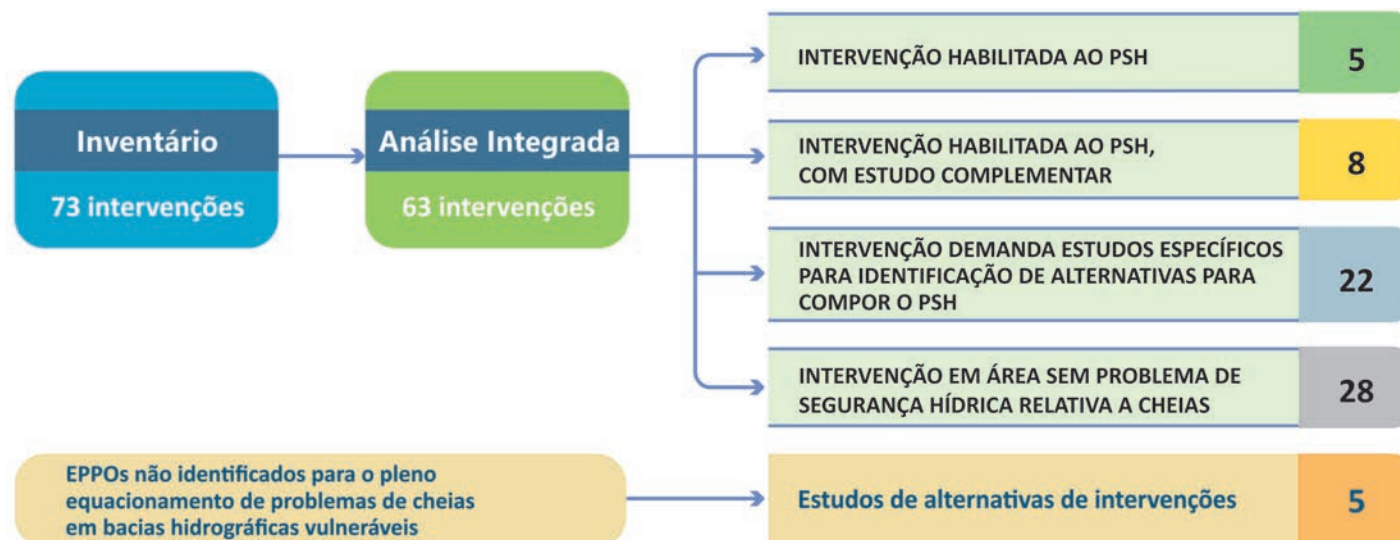 Inventário
73 intervenções
Análise Integrada
63 intervenções
INTERVENÇÃO HABILITADA AO PSH
5
INTERVENÇÃO HABILITADA AO PSH,
COM ESTUDO COMPLEMENTAR
8
INTERVENÇÃO DEMANDA ESTUDOS ESPECÍFICOS
PARA IDENTIFICAÇÃO DE ALTERNATIVAS PARA
COMPOR O PSH
22
INTERVENÇÃO EM ÁREA SEM PROBLEMA DE
SEGURANÇA HÍDRICA RELATIVA A CHEIAS
28
EPPOs não identificados para o pleno
equacionamento de problemas de cheias
em bacias hidrográficas vulneráveis
Estudos de alternativas de intervenções
5